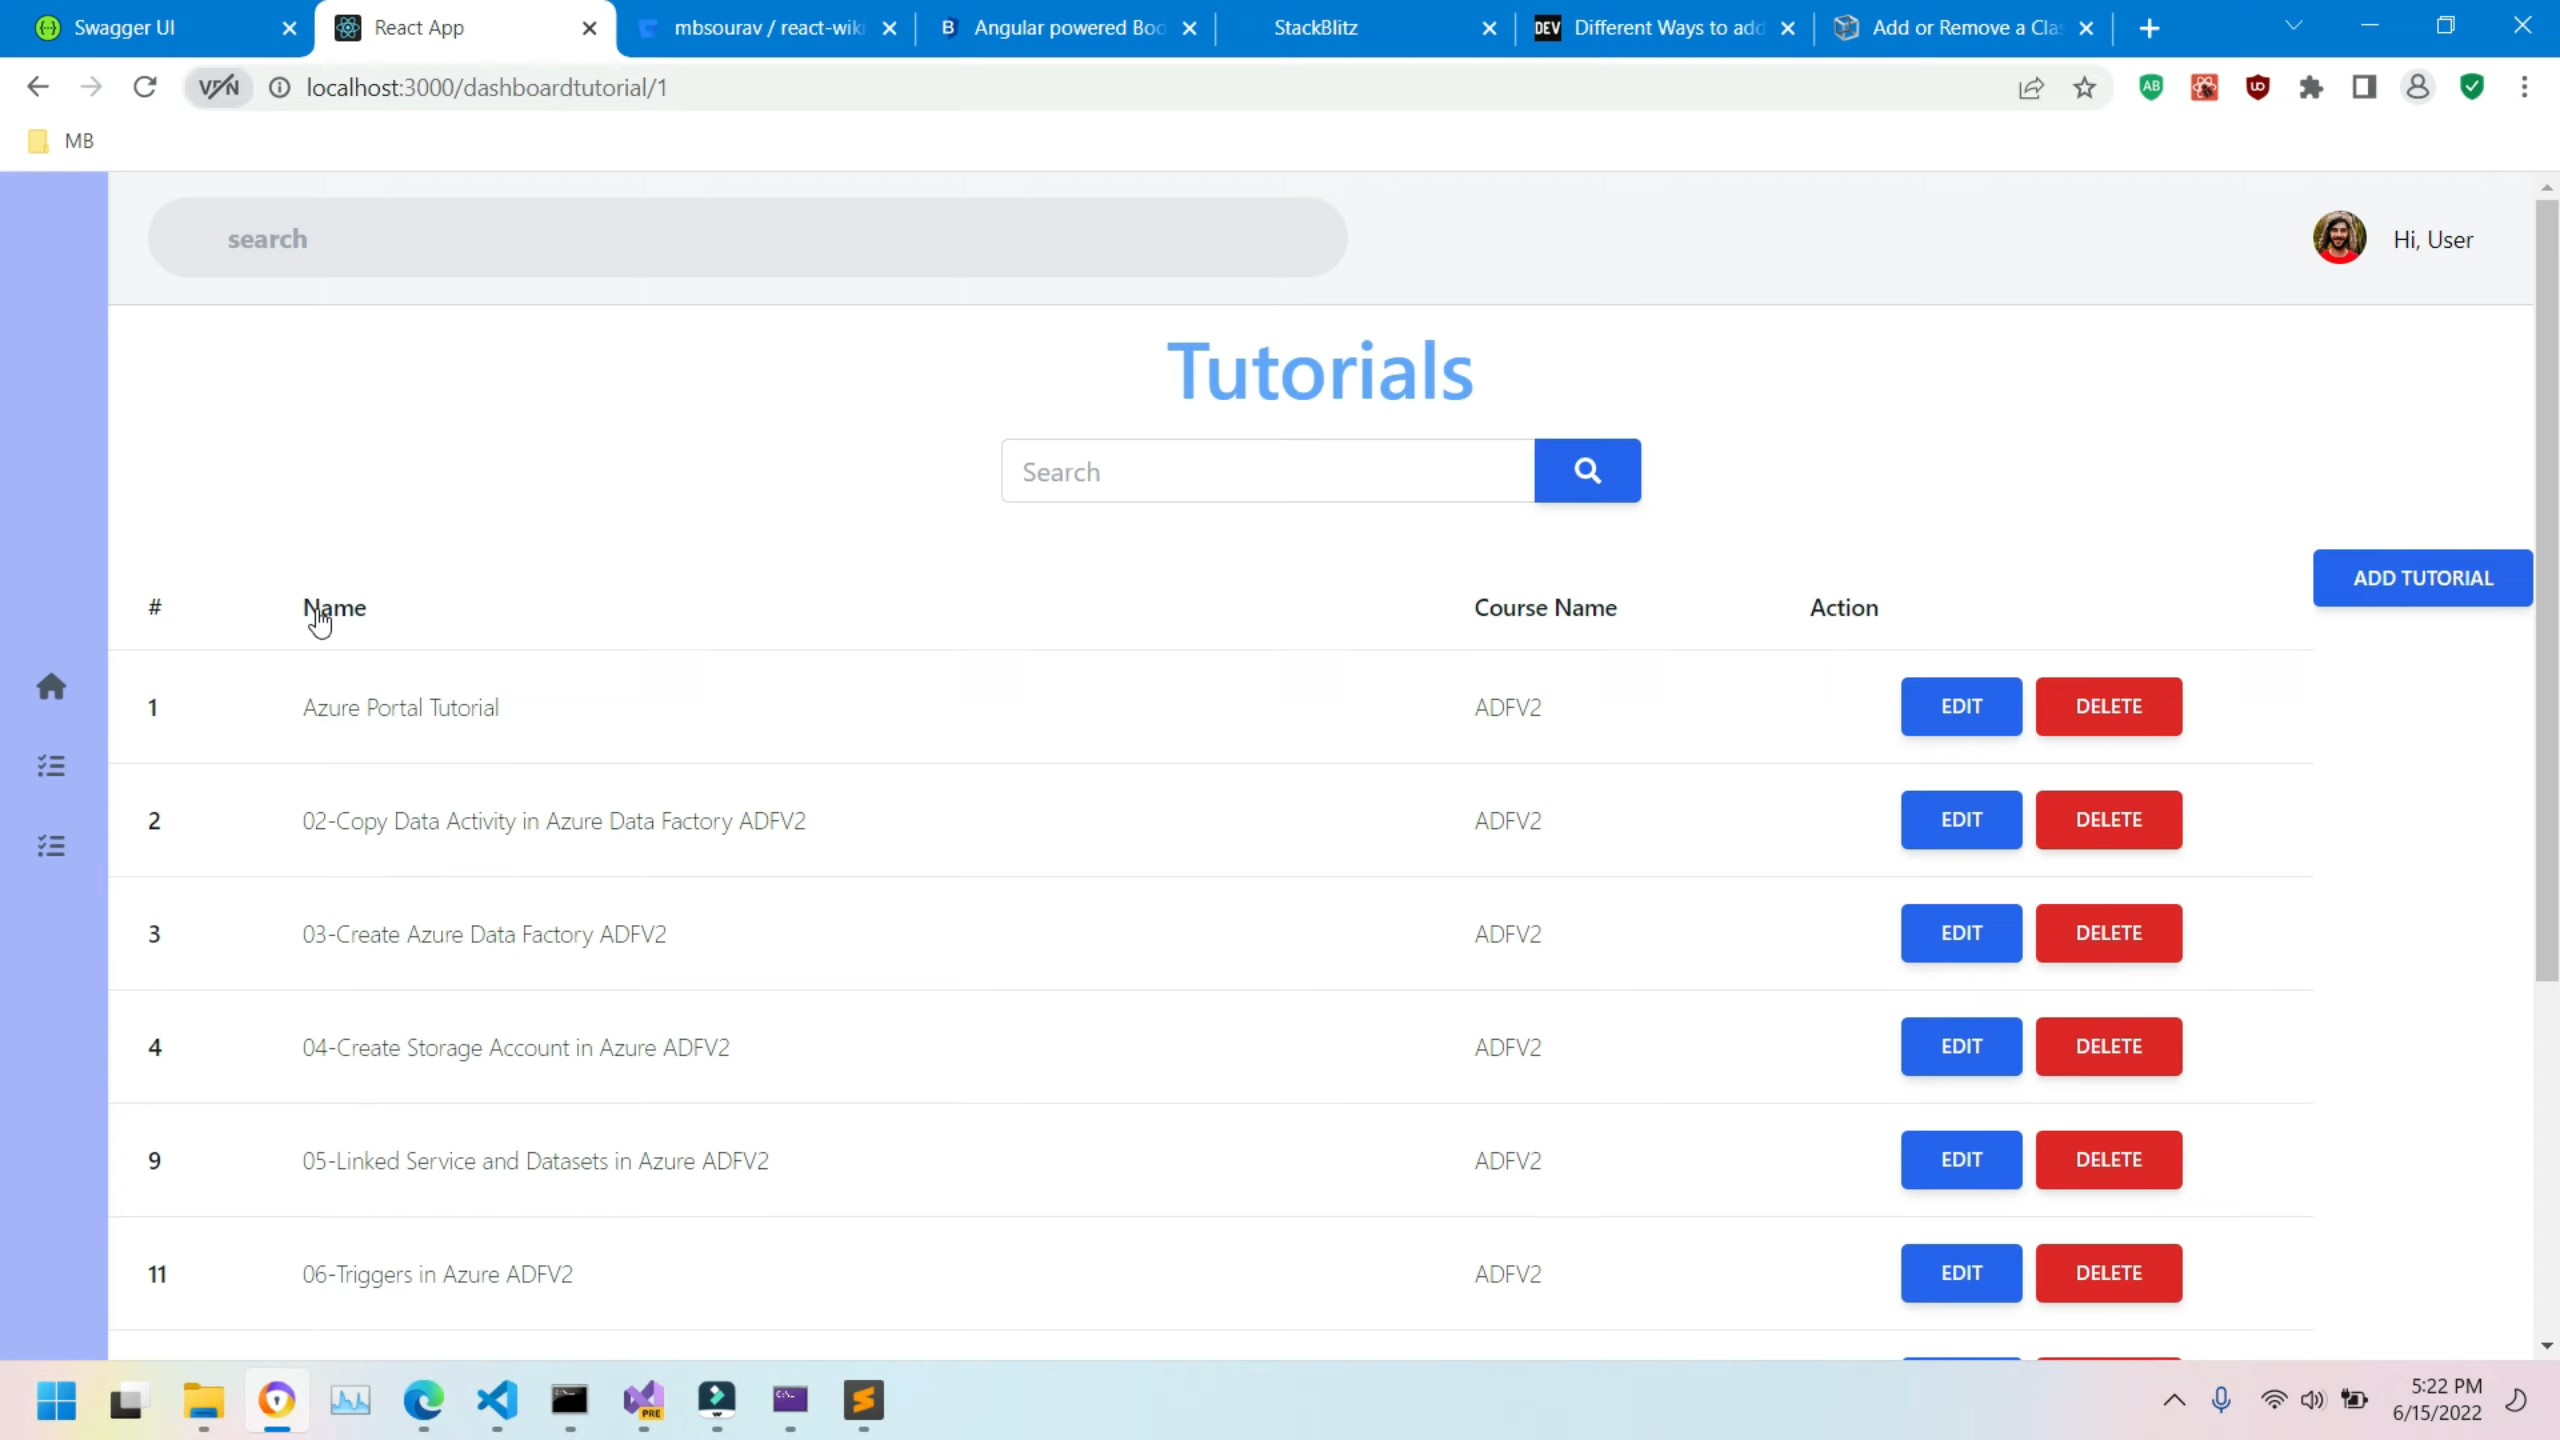 Swagger UI
React App
mbsourav / react-wiki
Angular powered Boo
StackBlitz
DEV Different Ways to add
Add or Remove a Clas
VPN localhost:3000/dashboardtutorial/1
MB
search
Hi, User
Tutorials
Search
ADD TUTORIAL
# Name Course Name Action
1 Azure Portal Tutorial ADFV2 EDIT DELETE
2 02-Copy Data Activity in Azure Data Factory ADFV2 ADFV2 EDIT DELETE
3 03-Create Azure Data Factory ADFV2 ADFV2 EDIT DELETE
4 04-Create Storage Account in Azure ADFV2 ADFV2 EDIT DELETE
9 05-Linked Service and Datasets in Azure ADFV2 ADFV2 EDIT DELETE
11 06-Triggers in Azure ADFV2 ADFV2 EDIT DELETE
PRE
5:22 PM
6/15/2022